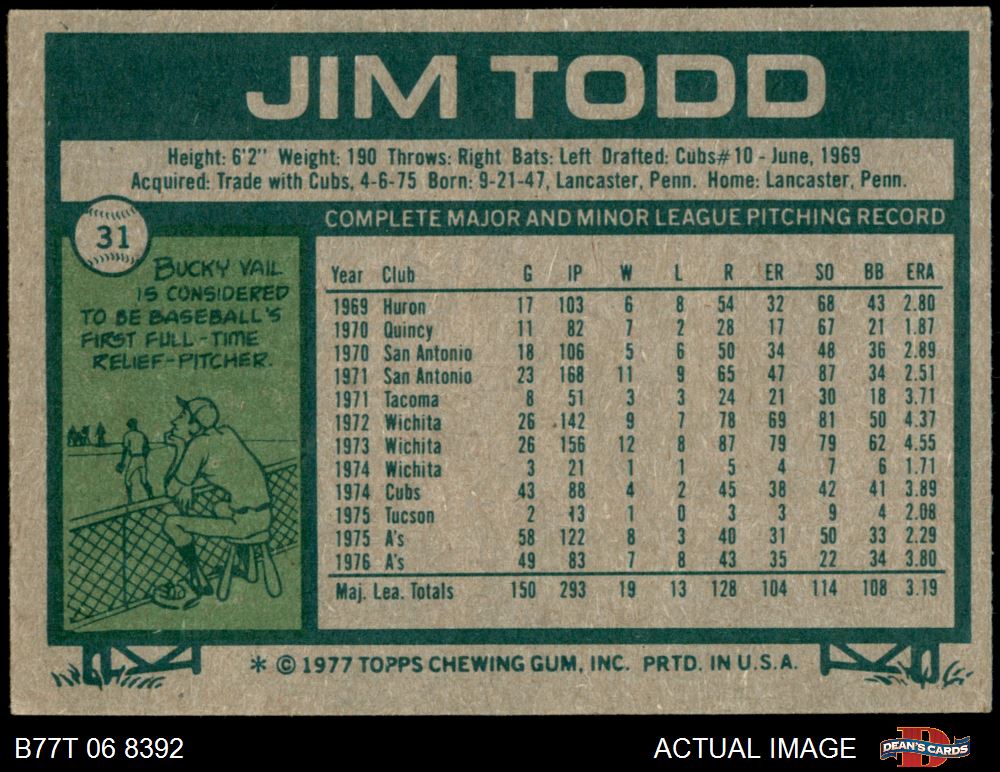 JIM TODD
Height: 6'2" Weight: 190 Throws: Right Bats: Left Drafted: Cubs#10 - June, 1969
Acquired: Trade with Cubs, 4-6-75 Born: 9-21-47, Lancaster, Penn. Home: Lancaster, Penn.
31
COMPLETE MAJOR AND MINOR LEAGUE PITCHING RECORD
BUCKY VAIL
IS CONSIDERED
TO BE BASEBALL'S
FIRST FULL-TIME
RELIEF-PITCHER.
Year Club G IP W L R ER SO BB ERA
1969 Huron 17 103 6 8 54 32 68 43 2.80
1970 Quincy 11 82 7 2 28 17 67 21 1.87
1970 San Antonio 18 106 5 6 50 34 48 36 2.89
1971 San Antonio 23 168 11 9 65 47 87 34 2.51
1971 Tacoma 8 51 3 3 24 21 30 18 3.71
1972 Wichita 26 142 9 7 78 69 81 50 4.37
1973 Wichita 26 156 12 8 87 79 79 62 4.55
1974 Wichita 3 21 1 1 5 4 7 6 1.71
1974 Cubs 43 88 4 2 45 38 42 41 3.89
1975 Tucson 2 13 1 0 3 3 9 4 2.08
1975 A's 58 122 8 3 40 31 50 33 2.29
1976 A's 49 83 7 8 43 35 22 34 3.80
Maj. Lea. Totals 150 293 19 13 128 104 114 108 3.19
* © 1977 TOPPS CHEWING GUM, INC. PRTD. IN U.S.A.
B77T 06 8392
ACTUAL IMAGE
D
DEAN'S CARDS